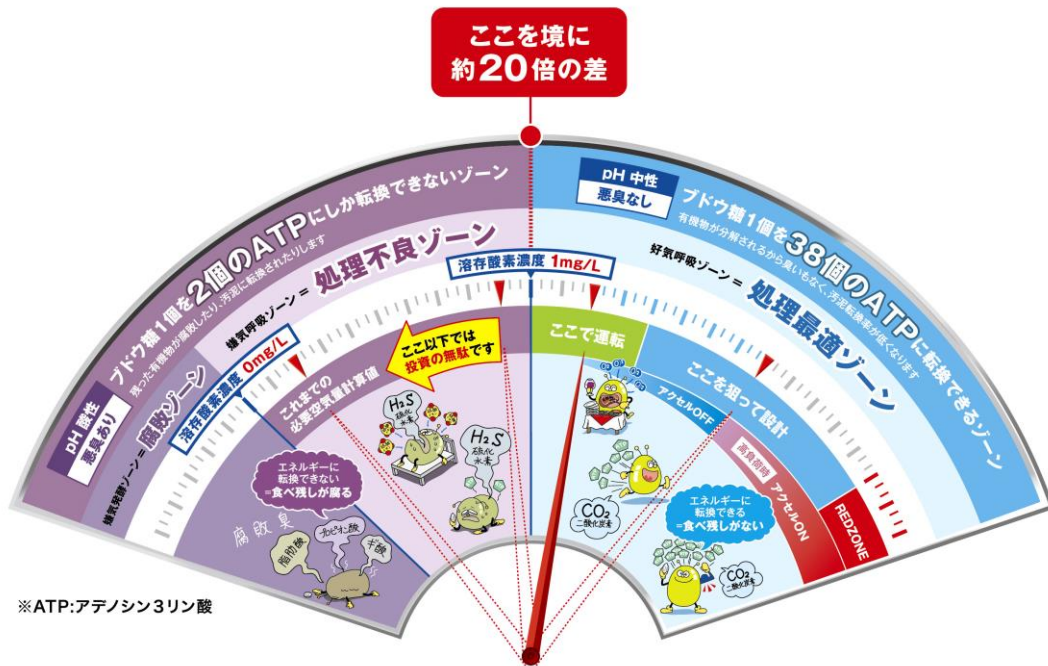 ここを境に
約20倍の差
ブドウ糖1個を2個のATPにしか転換できないゾーン
残った有機物が腐敗したり、汚泥に転換されたりします
pH 酸性
悪臭あり
嫌気呼吸ゾーン=処理不良ゾーン
嫌気発酵ゾーン=腐敗ゾーン
溶存酸素濃度 0mg/L
溶存酸素濃度 1mg/L
pH 中性
悪臭なし
ブドウ糖1個を38個のATPに転換できるゾーン
有機物が分解されるから臭いもなく、汚泥転換率が低くなります
好気呼吸ゾーン=処理最適ゾーン
これまでの
必要空気量計算値
ここ以下では
投資の無駄です
ここで運転
ここを狙って設計
アクセルOFF
高負荷時
アクセルON
REDZONE
H2S
硫化
水素
H2S
硫化
水素
エネルギーに
転換できない
=食べ残しが腐る
腐敗臭
脂肪酸
プロピオン酸
ギ酸
CO2
二酸化炭素
エネルギーに
転換できる
=食べ残しがない
CO2
二酸化炭素
※ATP:アデノシン3リン酸